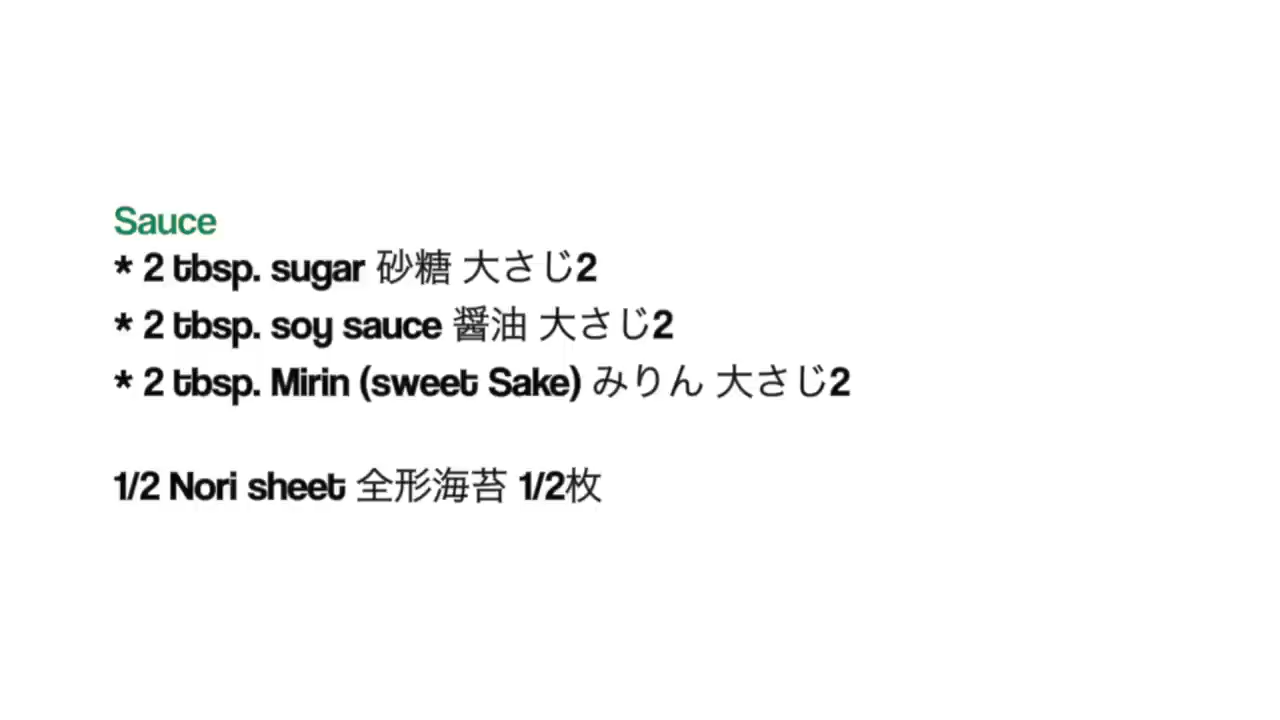 Sauce
* 2 tbsp. sugar 砂糖 大さじ2
* 2 tbsp. soy sauce 醤油 大さじ2
* 2 tbsp. Mirin (sweet Sake) みりん 大さじ2
1/2 Nori sheet 全形海苔 1/2枚